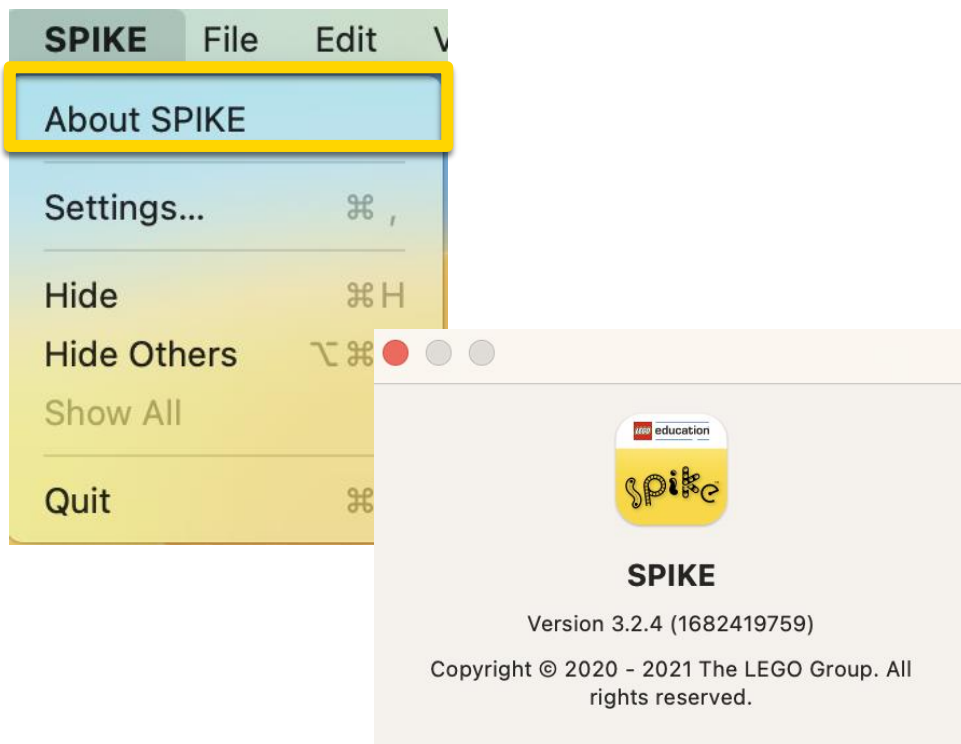 SPIKE File Edit V
About SPIKE
Settings... ⌘ ,
Hide ⌘ H
Hide Others ⌥ ⌘
Show All
Quit ⌘
LEGO education
spike
SPIKE
Version 3.2.4 (1682419759)
Copyright © 2020 - 2021 The LEGO Group. All
rights reserved.